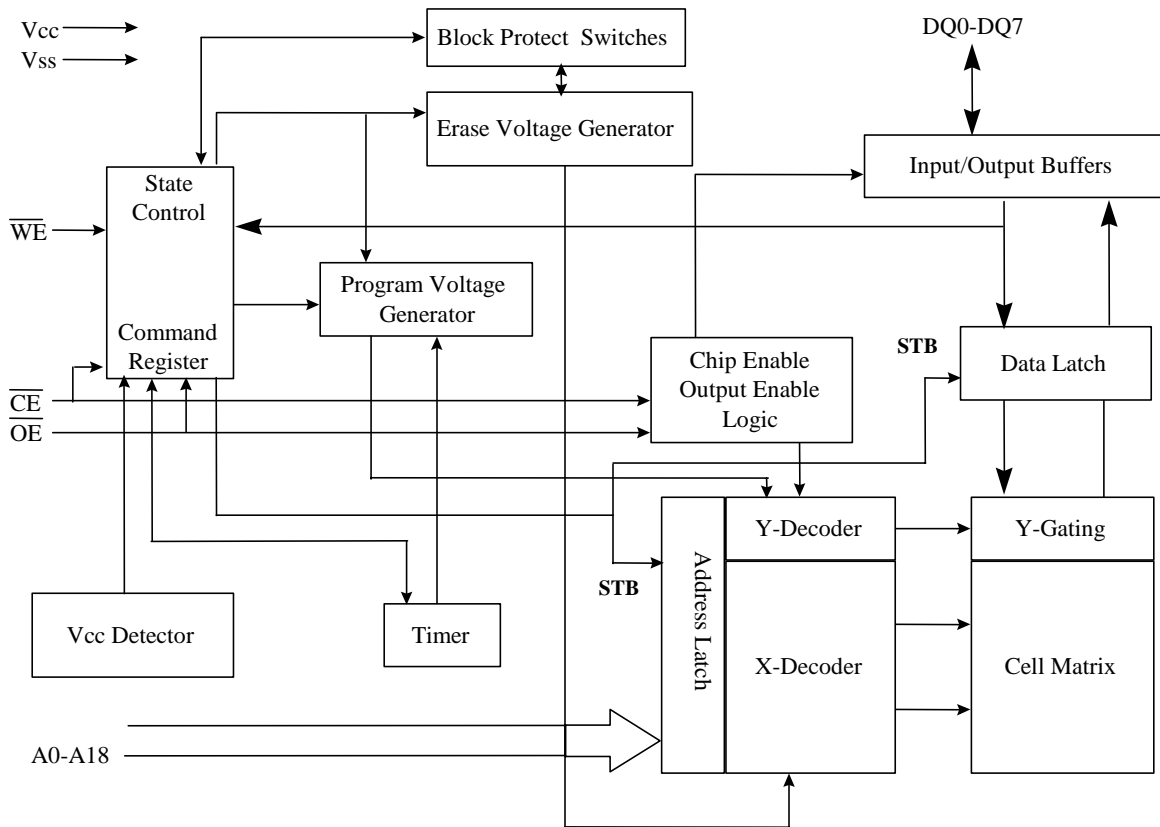 Vcc
Vss
Block Protect Switches
DQ0-DQ7
Erase Voltage Generator
Input/Output Buffers
State
Control
WE
Program Voltage
Generator
Command
Register
STB
Chip Enable
Output Enable
Logic
Data Latch
CE
OE
Address Latch
Y-Decoder
Y-Gating
STB
Vcc Detector
Timer
X-Decoder
Cell Matrix
A0-A18